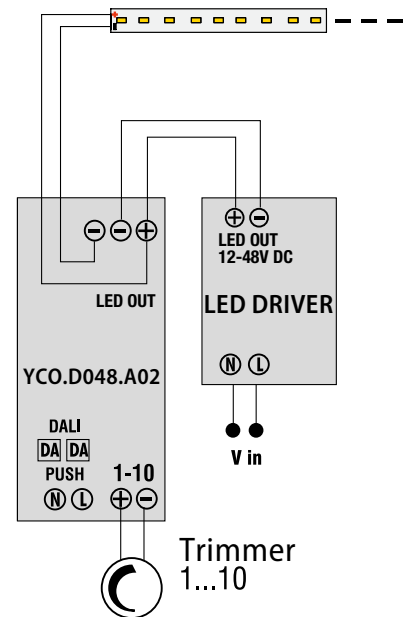 +
-
− − +
LED OUT
YCO.D048.A02
DALI
DA DA
PUSH
N L
1-10
+ −
+ −
LED OUT
12-48V DC
LED DRIVER
N L
V in
Trimmer
1...10